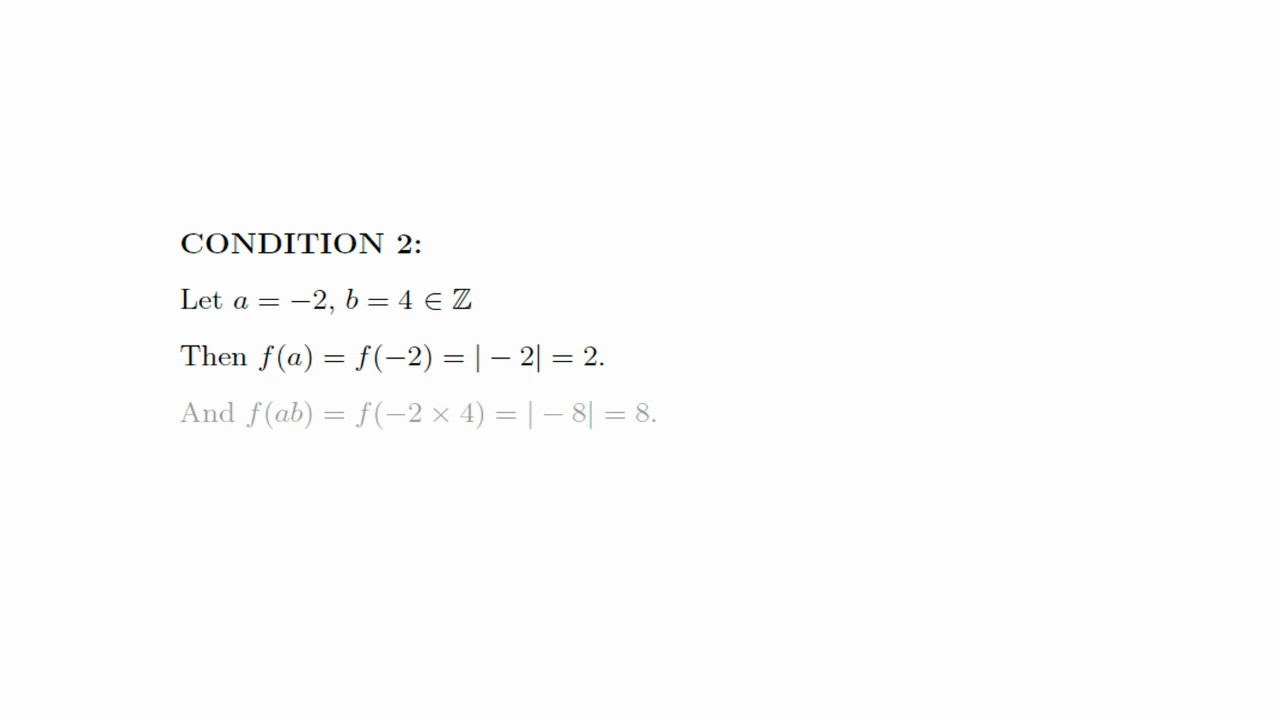 CONDITION 2:
Let a = −2, b = 4 ∈ ℤ
Then f(a) = f(−2) = | − 2| = 2.
And f(ab) = f(−2 × 4) = | − 8| = 8.